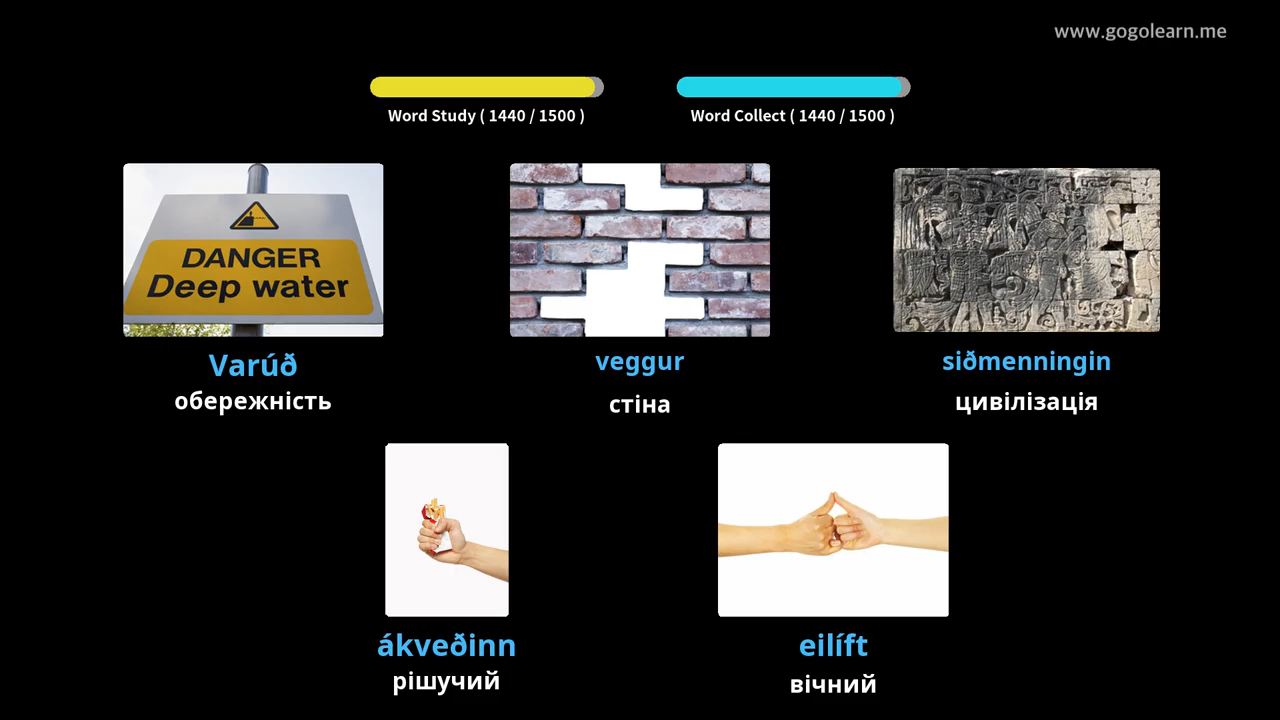 www.gogolearn.me
Word Study ( 1440 / 1500 )
Word Collect ( 1440 / 1500 )
DANGER
Deep water
Varúð
обережність
veggur
стіна
siðmenningin
цивілізація
ákveðinn
рішучий
eilíft
вічний